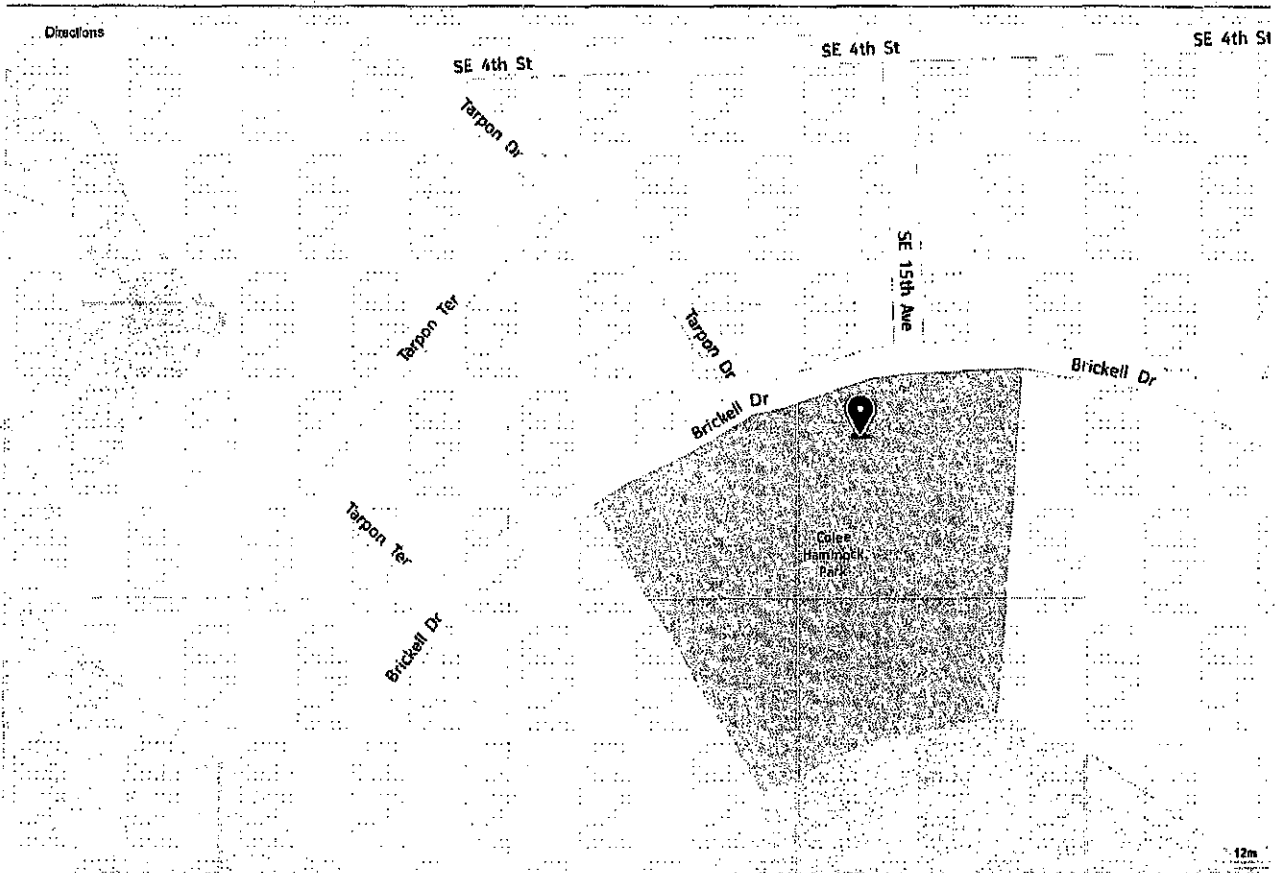 Directions
SE 4th St
SE 4th St
SE 4th St
Tarpon Dr
SE 15th Ave
Tarpon Ter
Tarpon Dr
Brickell Dr
Brickell Dr
Tarpon Ter
Colee
Hammock
Park
Brickell Dr
12m